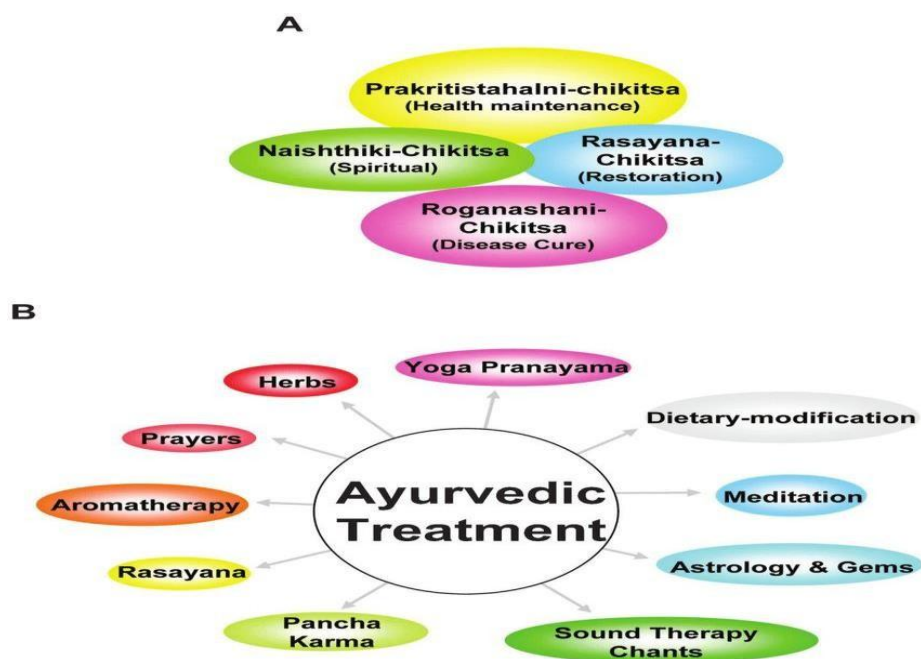 A
Prakritistahalni-chikitsa
(Health maintenance)
Naishthiki-Chikitsa
(Spiritual)
Rasayana-
Chikitsa
(Restoration)
Roganashani-
Chikitsa
(Disease Cure)
B
Yoga Pranayama
Herbs
Dietary-modification
Prayers
Meditation
Aromatherapy
Ayurvedic
Treatment
Astrology & Gems
Rasayana
Pancha
Karma
Sound Therapy
Chants